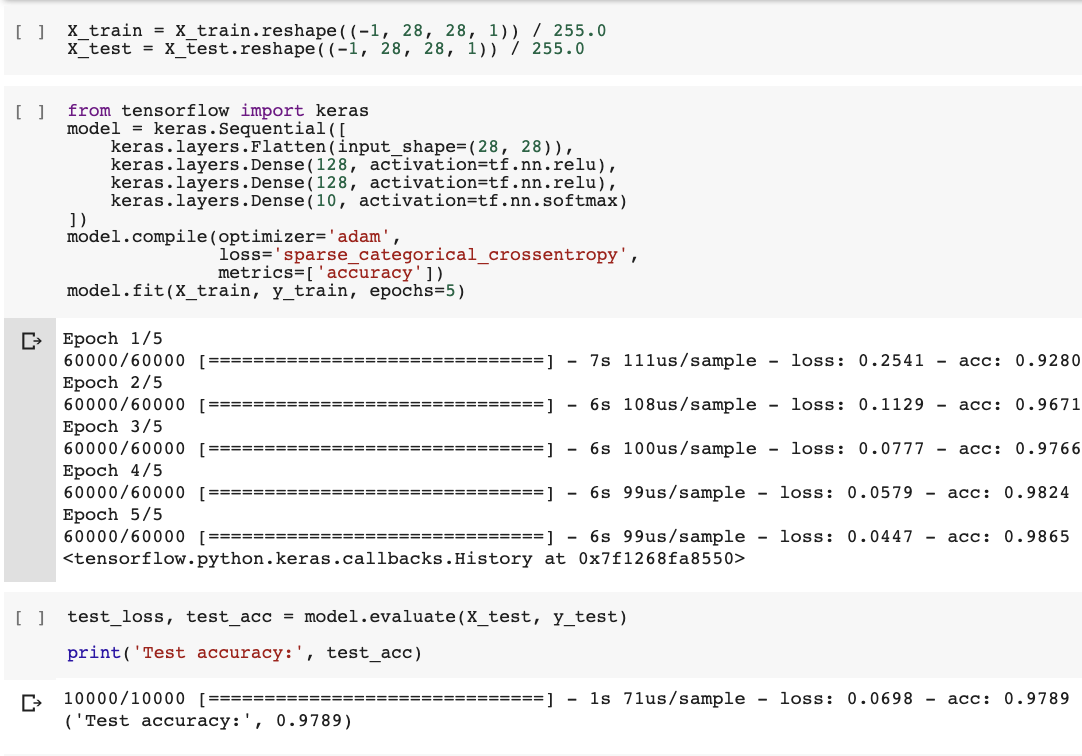 [ ] X_train = X_train.reshape((-1, 28, 28, 1)) / 255.0
X_test = X_test.reshape((-1, 28, 28, 1)) / 255.0
[ ] from tensorflow import keras
model = keras.Sequential([
    keras.layers.Flatten(input_shape=(28, 28)),
    keras.layers.Dense(128, activation=tf.nn.relu),
    keras.layers.Dense(128, activation=tf.nn.relu),
    keras.layers.Dense(10, activation=tf.nn.softmax)
])
model.compile(optimizer='adam',
              loss='sparse_categorical_crossentropy',
              metrics=['accuracy'])
model.fit(X_train, y_train, epochs=5)
Epoch 1/5
60000/60000 [==============================] - 7s 111us/sample - loss: 0.2541 - acc: 0.9280
Epoch 2/5
60000/60000 [==============================] - 6s 108us/sample - loss: 0.1129 - acc: 0.9671
Epoch 3/5
60000/60000 [==============================] - 6s 100us/sample - loss: 0.0777 - acc: 0.9766
Epoch 4/5
60000/60000 [==============================] - 6s 99us/sample - loss: 0.0579 - acc: 0.9824
Epoch 5/5
60000/60000 [==============================] - 6s 99us/sample - loss: 0.0447 - acc: 0.9865
<tensorflow.python.keras.callbacks.History at 0x7f1268fa8550>
[ ] test_loss, test_acc = model.evaluate(X_test, y_test)
print('Test accuracy:', test_acc)
10000/10000 [==============================] - 1s 71us/sample - loss: 0.0698 - acc: 0.9789
('Test accuracy:', 0.9789)